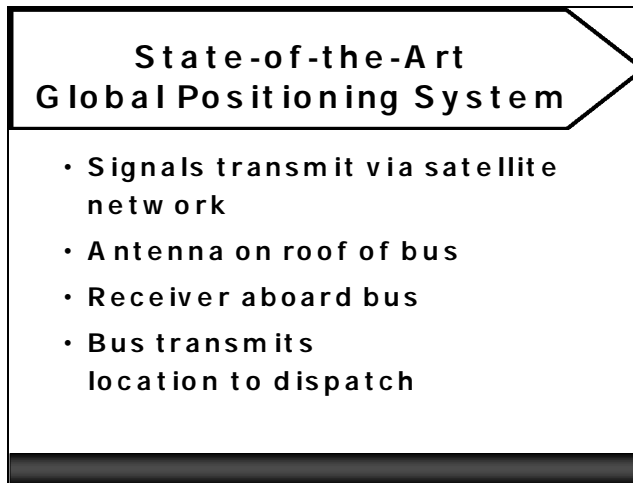 State-of-the-Art
Global Positioning System
• Signals transmit via satellite
network
• Antenna on roof of bus
• Receiver aboard bus
• Bus transmits
location to dispatch